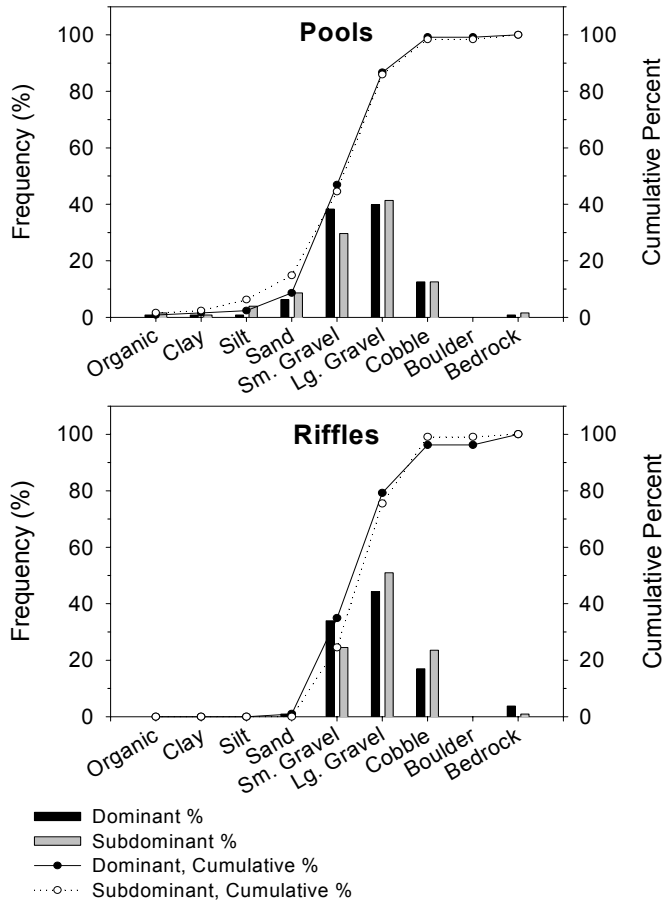 Pools
Frequency (%)
100
80
60
40
20
0
Cumulative Percent
100
80
60
40
20
0
Organic
Clay
Silt
Sand
Sm. Gravel
Lg. Gravel
Cobble
Boulder
Bedrock
Riffles
Frequency (%)
100
80
60
40
20
0
Cumulative Percent
100
80
60
40
20
0
Organic
Clay
Silt
Sand
Sm. Gravel
Lg. Gravel
Cobble
Boulder
Bedrock
Dominant %
Subdominant %
Dominant, Cumulative %
Subdominant, Cumulative %